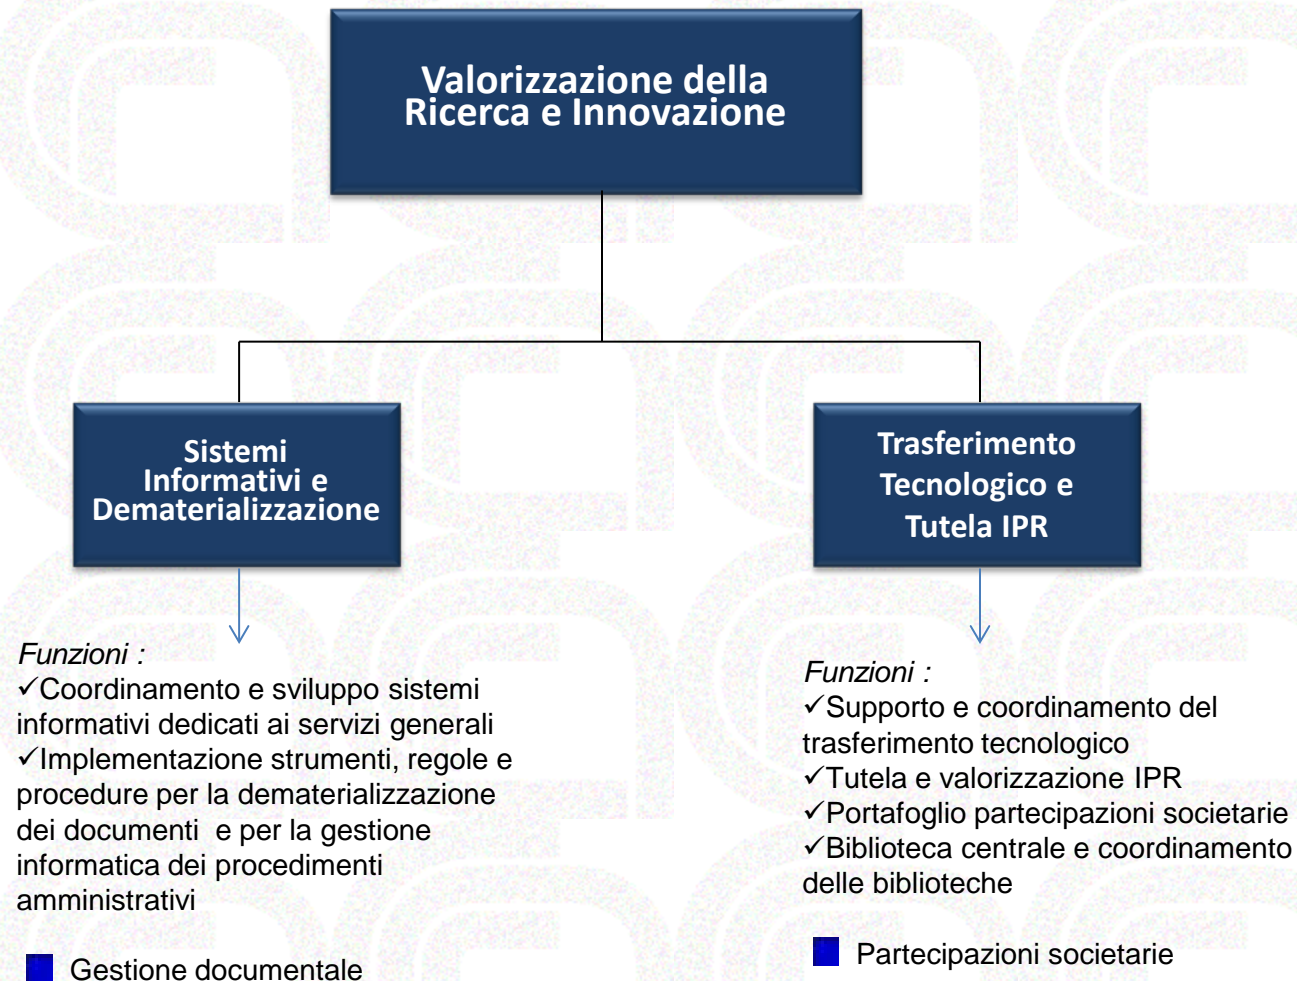 Valorizzazione della
Ricerca e Innovazione
Sistemi
Informativi e
Dematerializzazione
Trasferimento
Tecnologico e
Tutela IPR
Funzioni :
✓Coordinamento e sviluppo sistemi
informativi dedicati ai servizi generali
✓Implementazione strumenti, regole e
procedure per la dematerializzazione
dei documenti e per la gestione
informatica dei procedimenti
amministrativi
Gestione documentale
Funzioni :
✓Supporto e coordinamento del
trasferimento tecnologico
✓Tutela e valorizzazione IPR
✓Portafoglio partecipazioni societarie
✓Biblioteca centrale e coordinamento
delle biblioteche
Partecipazioni societarie